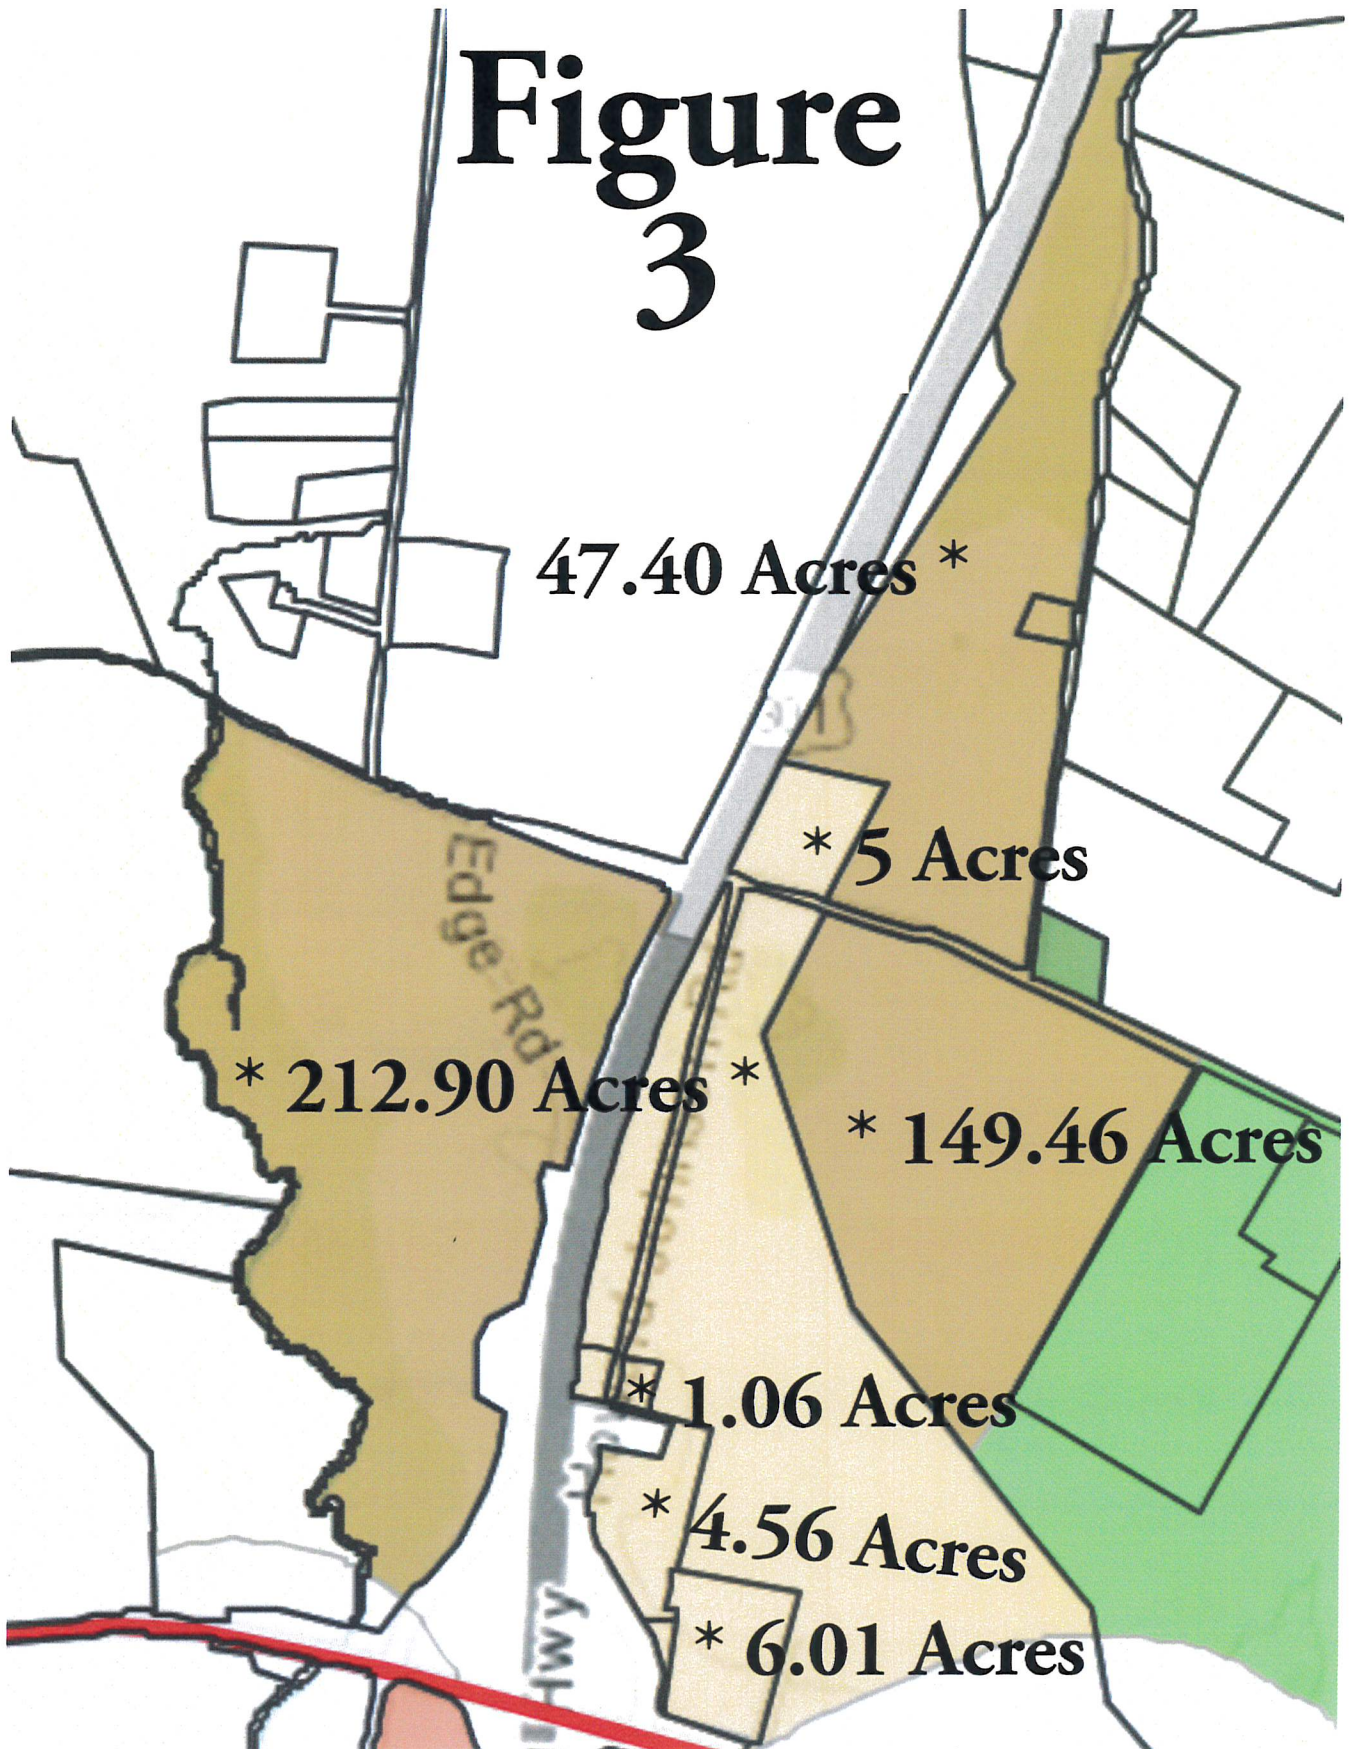 Figure
3
47.40 Acres *
* 5 Acres
Edge Rd
* 212.90 Acres *
* 149.46 Acres
* 1.06 Acres
* 4.56 Acres
* 6.01 Acres
Hwy